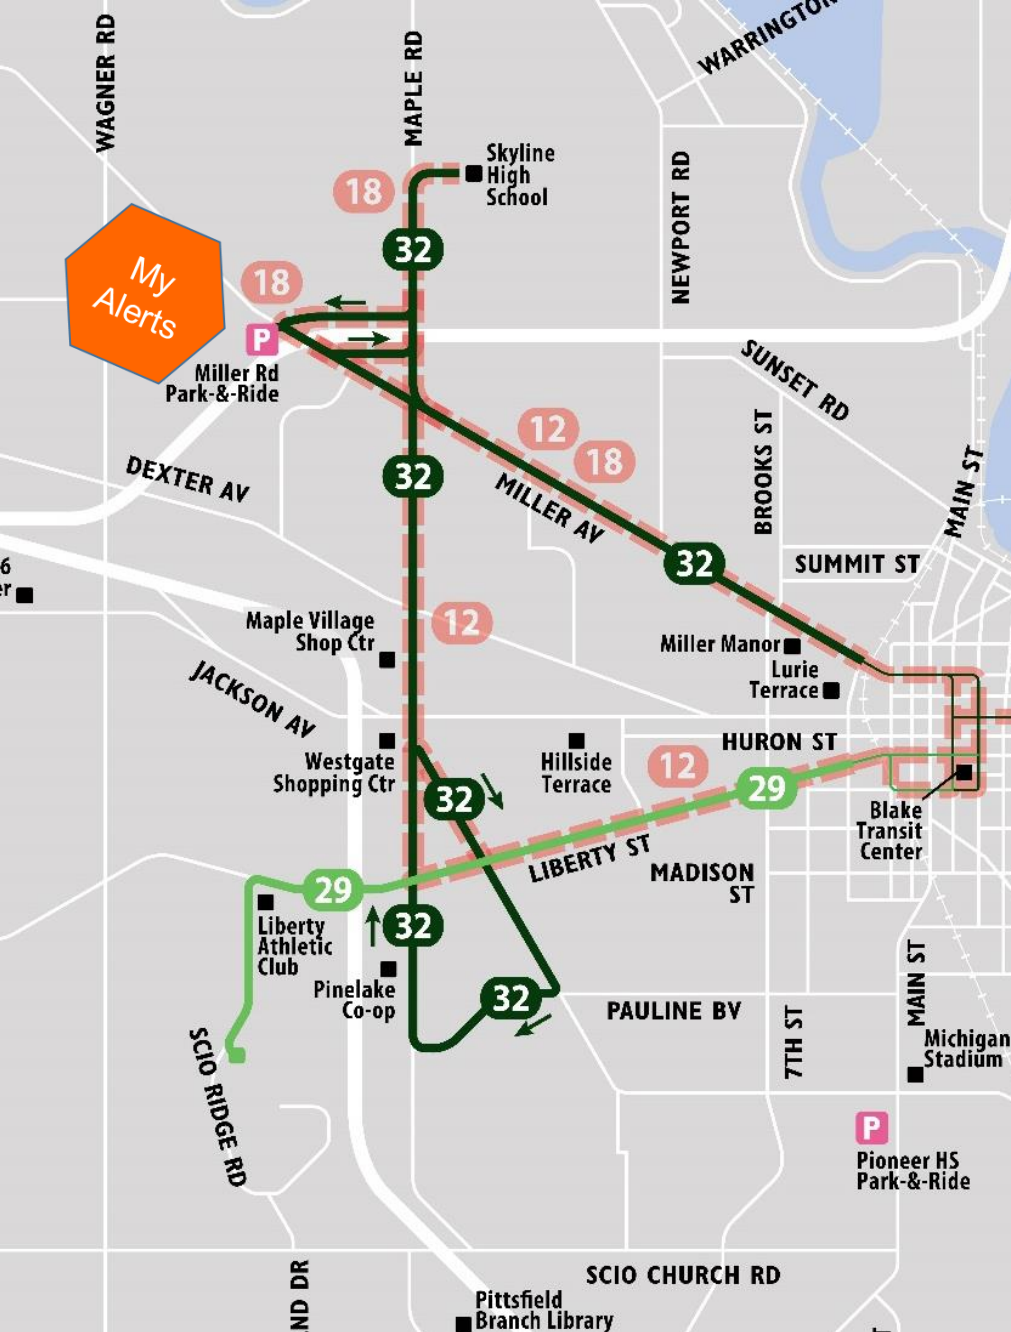 WARRINGTON
WAGNER RD
MAPLE RD
Skyline
High
School
18
NEWPORT RD
32
My
Alerts
18
P
Miller Rd
Park-&-Ride
SUNSET RD
12
18
BROOKS ST
DEXTER AV
32
MILLER AV
MAIN ST
32
SUMMIT ST
6
er
Maple Village
Shop Ctr
12
Miller Manor
Lurie
Terrace
JACKSON AV
Westgate
Shopping Ctr
Hillside
Terrace
HURON ST
12
29
32
Blake
Transit
Center
LIBERTY ST
MADISON
ST
29
Liberty
Athletic
Club
32
Pinelake
Co-op
32
PAULINE BV
MAIN ST
7TH ST
Michigan
Stadium
SCIO RIDGE RD
P
Pioneer HS
Park-&-Ride
ND DR
SCIO CHURCH RD
Pittsfield
Branch Library